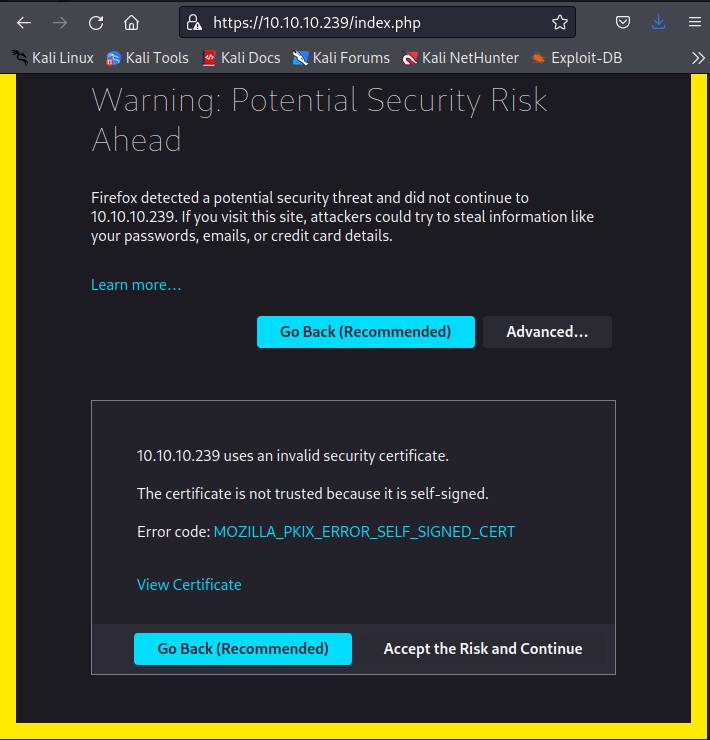 https://10.10.10.239/index.php
Kali Linux Kali Tools Kali Docs Kali Forums Kali NetHunter Exploit-DB
Warning: Potential Security Risk
Ahead
Firefox detected a potential security threat and did not continue to
10.10.10.239. If you visit this site, attackers could try to steal information like
your passwords, emails, or credit card details.
Learn more…
Go Back (Recommended) Advanced…
10.10.10.239 uses an invalid security certificate.
The certificate is not trusted because it is self-signed.
Error code: MOZILLA_PKIX_ERROR_SELF_SIGNED_CERT
View Certificate
Go Back (Recommended) Accept the Risk and Continue